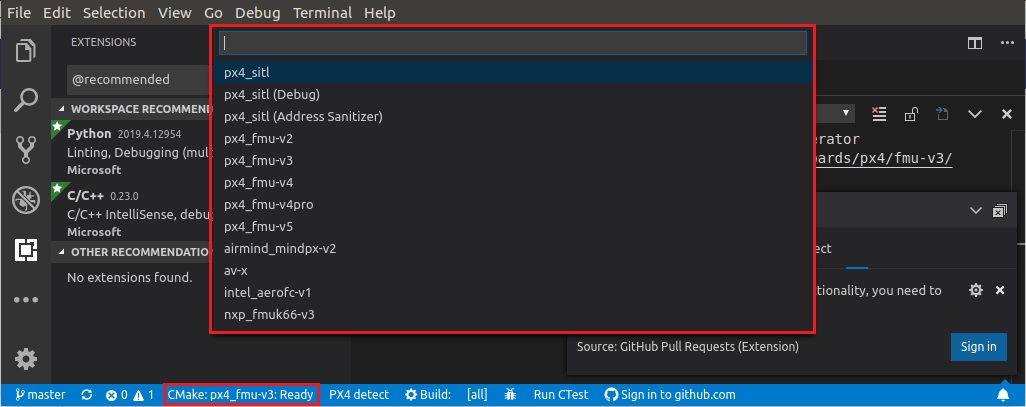 File Edit Selection View Go Debug Terminal Help
EXTENSIONS
@recommended
WORKSPACE RECOMMEND
Python 2019.4.12954
Linting, Debugging (mul
Microsoft
C/C++ 0.23.0
C/C++ IntelliSense, debug
Microsoft
OTHER RECOMMENDATIO
No extensions found.
px4_sitl
px4_sitl (Debug)
px4_sitl (Address Sanitizer)
px4_fmu-v2
px4_fmu-v3
px4_fmu-v4
px4_fmu-v4pro
px4_fmu-v5
airmind_mindpx-v2
av-x
intel_aerofc-v1
nxp_fmuk66-v3
erator
ards/px4/fmu-v3/
ect
tionality, you need to
Source: GitHub Pull Requests (Extension)
Sign in
master 0 1 CMake: px4_fmu-v3: Ready PX4 detect Build: [all] Run CTest Sign in to github.com